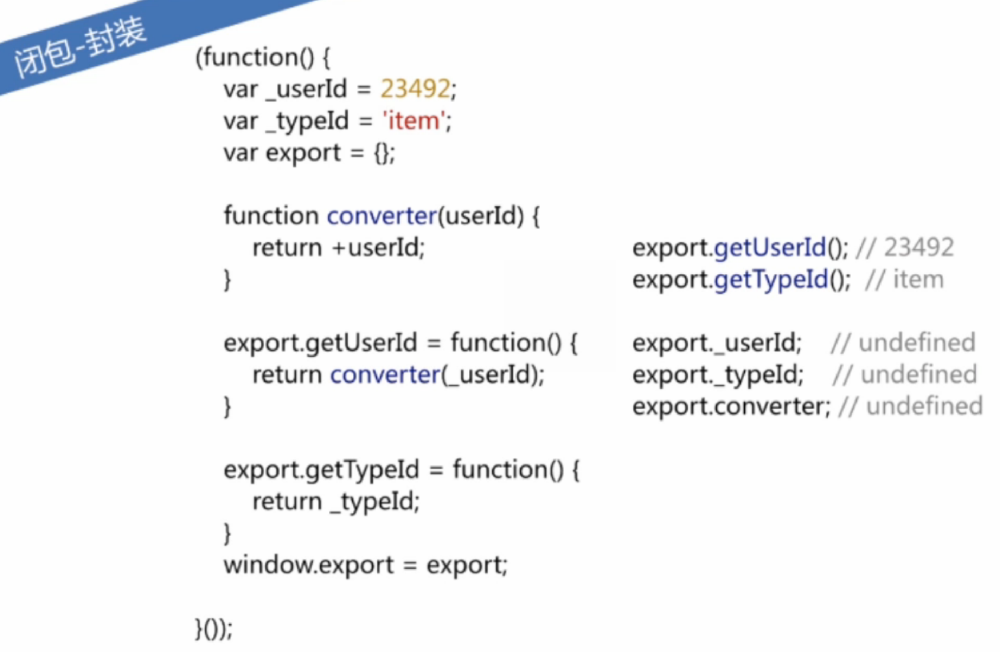 闭包-封装
(function() {
var _userId = 23492;
var _typeId = 'item';
var export = {};
function converter(userId) {
return +userId;
}
export.getUserId = function() {
return converter(_userId);
}
export.getTypeId = function() {
return _typeId;
}
window.export = export;
}());
export.getUserId(); // 23492
export.getTypeId(); // item
export._userId; // undefined
export._typeId; // undefined
export.converter; // undefined